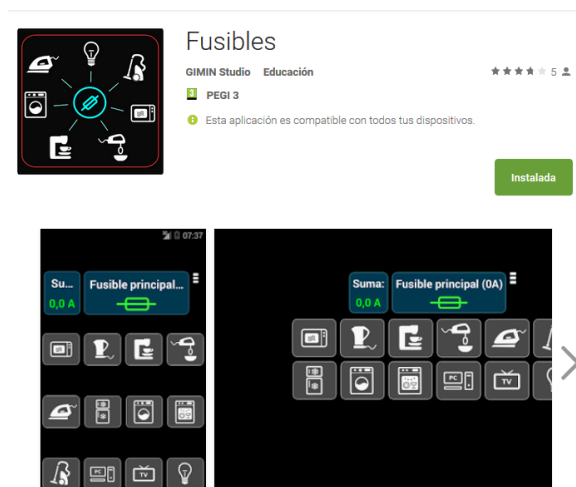 Fusibles
GIMIN Studio Educación
5
3 PEGI 3
Esta aplicación es compatible con todos tus dispositivos.
Instalada
07:37
Su... Fusible principal...
0,0 A
PC TV
Suma: Fusible principal (0A)
0,0 A
PC TV